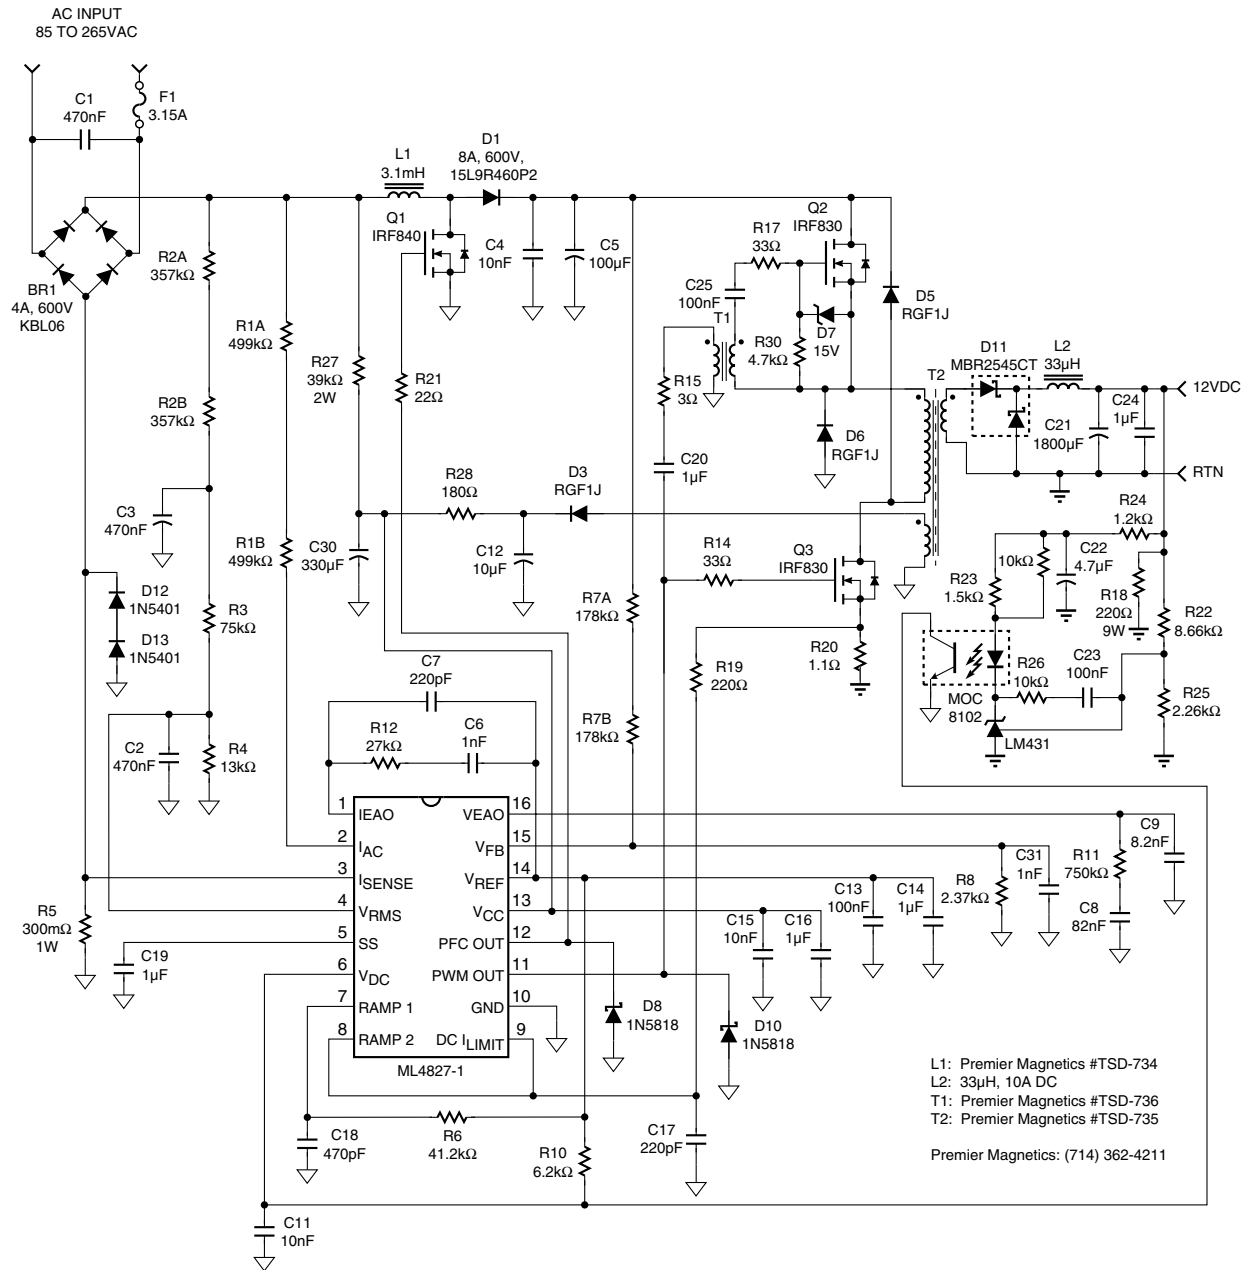 AC INPUT
85 TO 265VAC
C1
470nF
F1
3.15A
L1
3.1mH
D1
8A, 600V,
15L9R460P2
BR1
4A, 600V
KBL06
R2A
357kΩ
R1A
499kΩ
R27
39kΩ
2W
Q1
IRF840
R21
22Ω
C4
10nF
C5
100µF
R17
33Ω
Q2
IRF830
C25
100nF
T1
D7
15V
R30
4.7kΩ
D5
RGF1J
R15
3Ω
D6
RGF1J
T2
D11
MBR2545CT
L2
33µH
C24
1µF
C21
1800µF
12VDC
RTN
R2B
357kΩ
C3
470nF
R1B
499kΩ
R28
180Ω
D3
RGF1J
C20
1µF
C30
330µF
C12
10µF
R14
33Ω
Q3
IRF830
R24
1.2kΩ
10kΩ
C22
4.7µF
R23
1.5kΩ
R18
220Ω
9W
R22
8.66kΩ
D12
1N5401
D13
1N5401
R3
75kΩ
R7A
178kΩ
R19
220Ω
R20
1.1Ω
MOC
8102
R26
10kΩ
C23
100nF
R25
2.26kΩ
LM431
C2
470nF
R4
13kΩ
C7
220pF
R12
27kΩ
C6
1nF
R7B
178kΩ
1 IEAO VEAO 16
2 IAC VFB 15
3 ISENSE VREF 14
4 VRMS VCC 13
5 SS PFC OUT 12
6 VDC PWM OUT 11
7 RAMP 1 GND 10
8 RAMP 2 DC ILIMIT 9
ML4827-1
R5
300mΩ
1W
C19
1µF
C15
10nF
C16
1µF
C13
100nF
C14
1µF
R8
2.37kΩ
C31
1nF
R11
750kΩ
C8
82nF
C9
8.2nF
D8
1N5818
D10
1N5818
C18
470pF
R6
41.2kΩ
R10
6.2kΩ
C17
220pF
C11
10nF
L1: Premier Magnetics #TSD-734
L2: 33µH, 10A DC
T1: Premier Magnetics #TSD-736
T2: Premier Magnetics #TSD-735
Premier Magnetics: (714) 362-4211